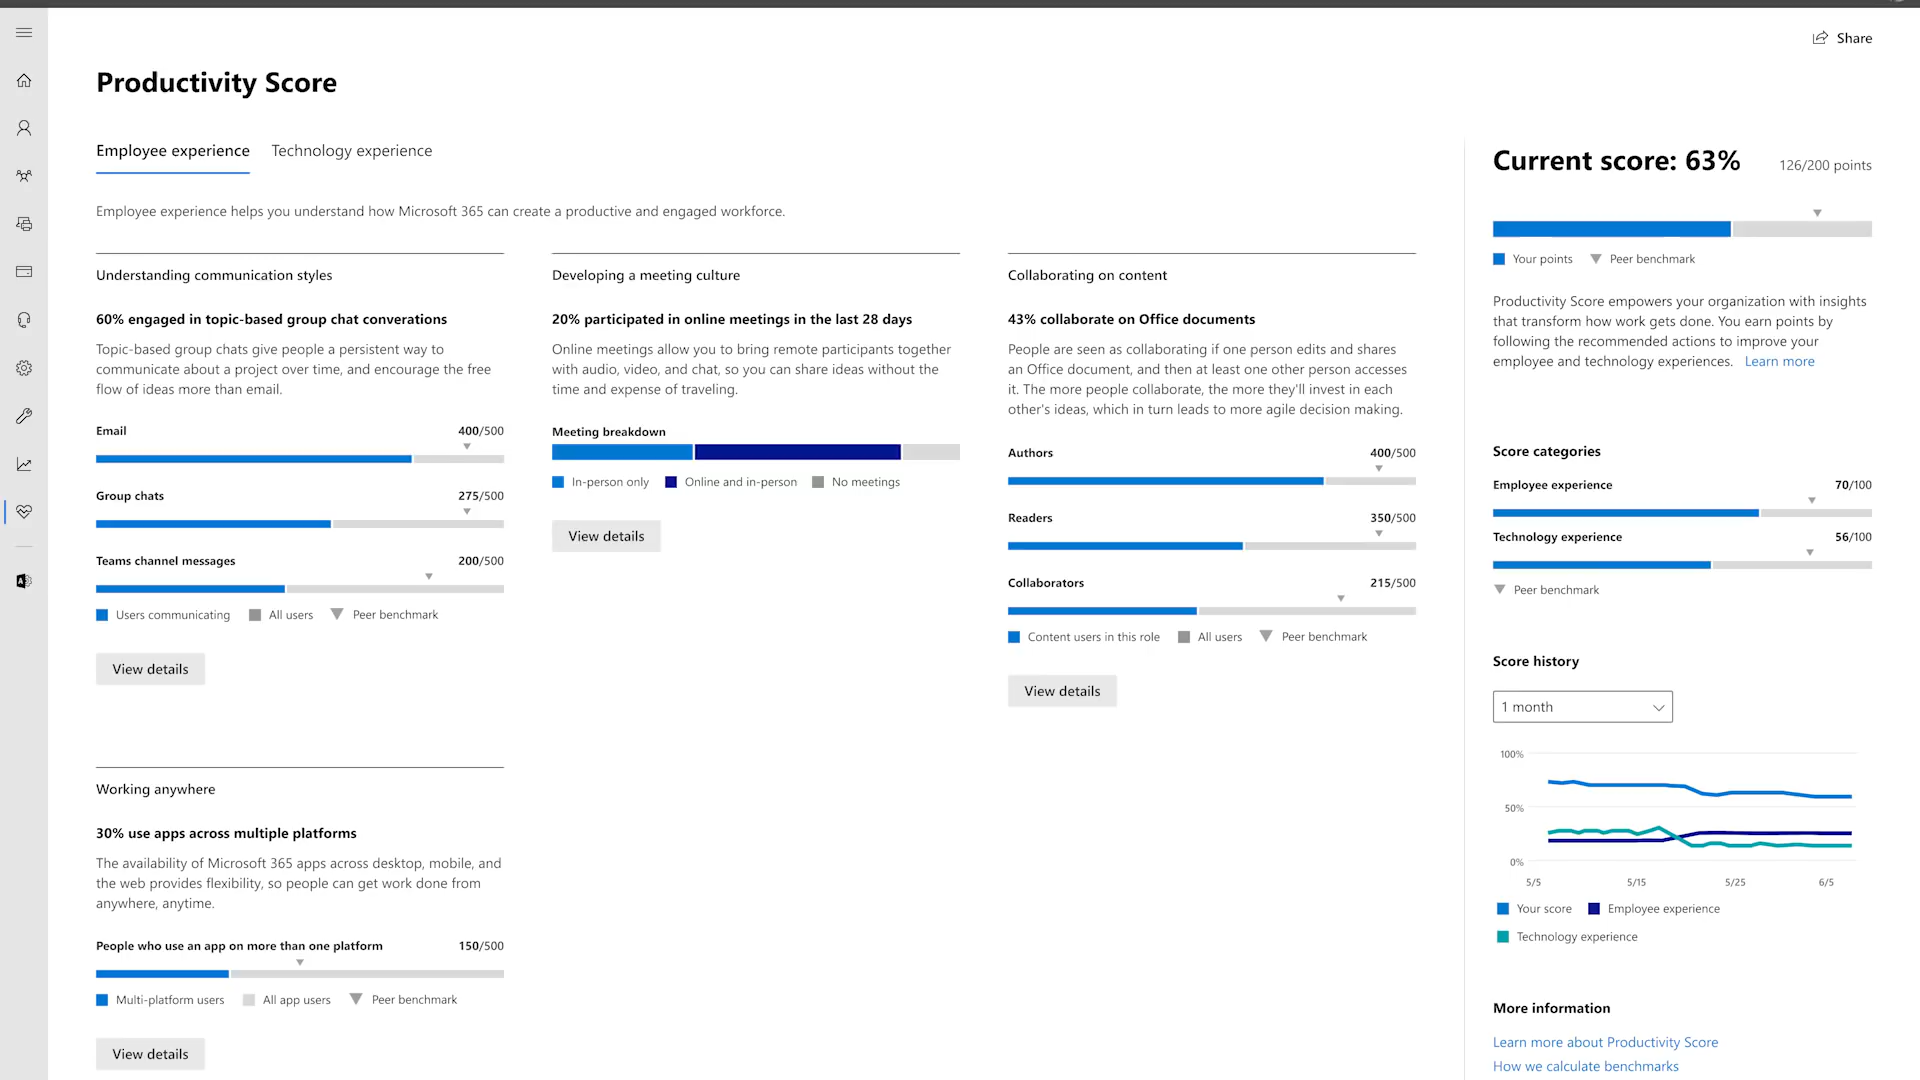 Share
Productivity Score
Employee experience
Technology experience
Employee experience helps you understand how Microsoft 365 can create a productive and engaged workforce.
Understanding communication styles
60% engaged in topic-based group chat converations
Topic-based group chats give people a persistent way to
communicate about a project over time, and encourage the free
flow of ideas more than email.
Email 400/500
Group chats 275/500
Teams channel messages 200/500
Users communicating All users Peer benchmark
View details
Developing a meeting culture
20% participated in online meetings in the last 28 days
Online meetings allow you to bring remote participants together
with audio, video, and chat, so you can share ideas without the
time and expense of traveling.
Meeting breakdown
In-person only Online and in-person No meetings
View details
Collaborating on content
43% collaborate on Office documents
People are seen as collaborating if one person edits and shares
an Office document, and then at least one other person accesses
it. The more people collaborate, the more they'll invest in each
other's ideas, which in turn leads to more agile decision making.
Authors 400/500
Readers 350/500
Collaborators 215/500
Content users in this role All users Peer benchmark
View details
Working anywhere
30% use apps across multiple platforms
The availability of Microsoft 365 apps across desktop, mobile, and
the web provides flexibility, so people can get work done from
anywhere, anytime.
People who use an app on more than one platform 150/500
Multi-platform users All app users Peer benchmark
View details
Current score: 63% 126/200 points
Your points Peer benchmark
Productivity Score empowers your organization with insights
that transform how work gets done. You earn points by
following the recommended actions to improve your
employee and technology experiences. Learn more
Score categories
Employee experience 70/100
Technology experience 56/100
Peer benchmark
Score history
1 month
100%
50%
0%
5/5 5/15 5/25 6/5
Your score Employee experience
Technology experience
More information
Learn more about Productivity Score
How we calculate benchmarks